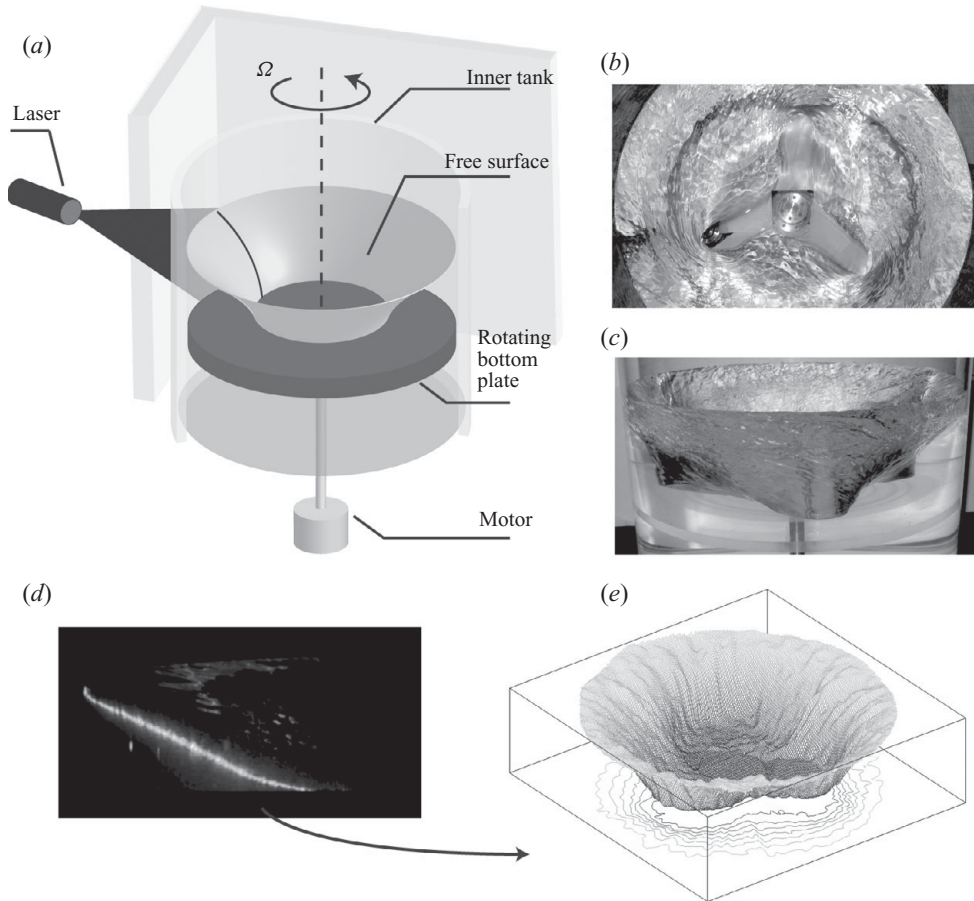 (a)
Ω
Inner tank
Laser
Free surface
Rotating
bottom
plate
Motor
(b)
(c)
(d)
(e)